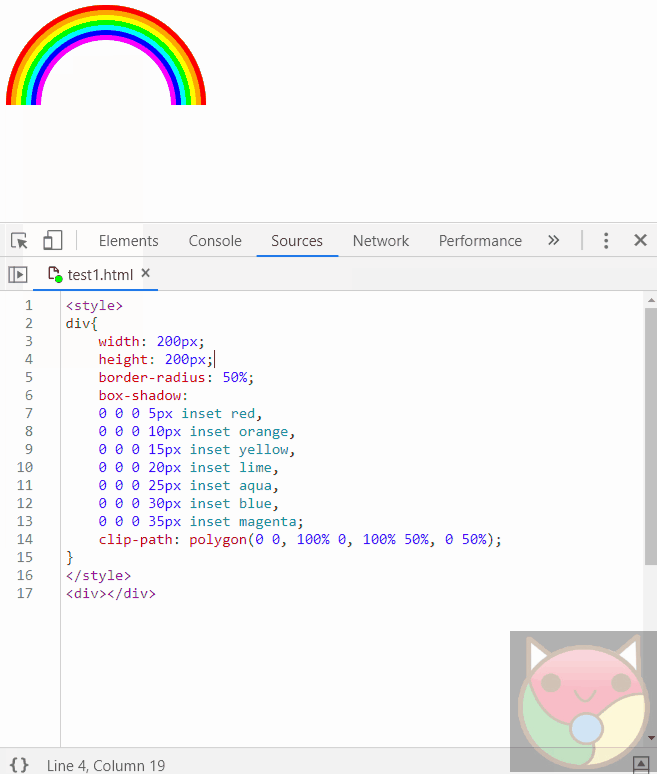 Elements Console Sources Network Performance »
test1.html ×
1 <style>
2 div{
3 width: 200px;
4 height: 200px;
5 border-radius: 50%;
6 box-shadow:
7 0 0 0 5px inset red,
8 0 0 0 10px inset orange,
9 0 0 0 15px inset yellow,
10 0 0 0 20px inset lime,
11 0 0 0 25px inset aqua,
12 0 0 0 30px inset blue,
13 0 0 0 35px inset magenta;
14 clip-path: polygon(0 0, 100% 0, 100% 50%, 0 50%);
15 }
16 </style>
17 <div></div>
{} Line 4, Column 19